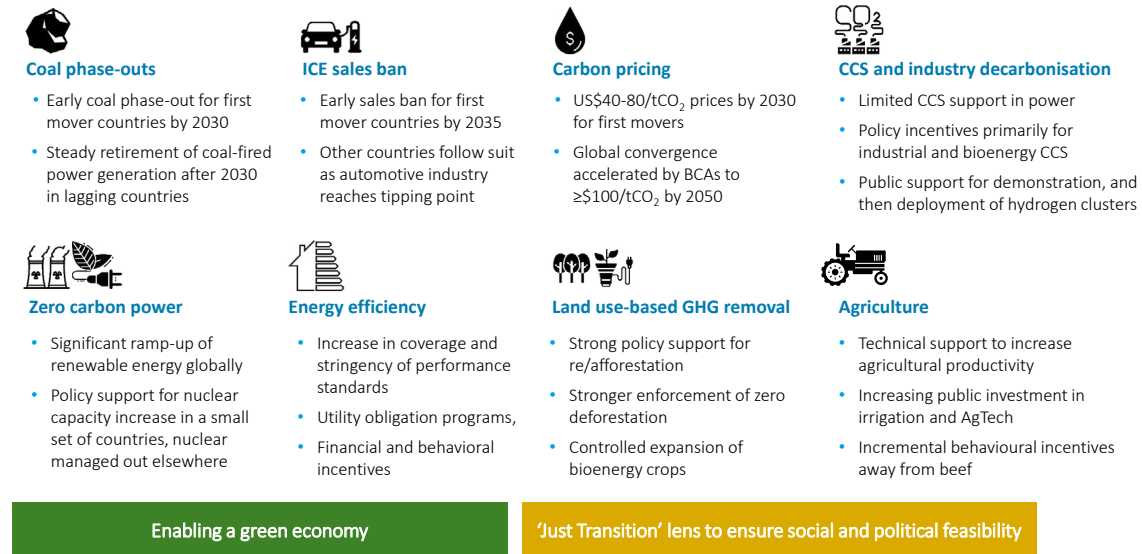 Coal phase-outs
• Early coal phase-out for first
mover countries by 2030
• Steady retirement of coal-fired
power generation after 2030
in lagging countries
ICE sales ban
• Early sales ban for first
mover countries by 2035
• Other countries follow suit
as automotive industry
reaches tipping point
$
Carbon pricing
• US$40-80/tCO₂ prices by 2030
for first movers
• Global convergence
accelerated by BCAs to
≥$100/tCO₂ by 2050
CO₂
CCS and industry decarbonisation
• Limited CCS support in power
• Policy incentives primarily for
industrial and bioenergy CCS
• Public support for demonstration, and
then deployment of hydrogen clusters
Zero carbon power
• Significant ramp-up of
renewable energy globally
• Policy support for nuclear
capacity increase in a small
set of countries, nuclear
managed out elsewhere
Energy efficiency
• Increase in coverage and
stringency of performance
standards
• Utility obligation programs,
• Financial and behavioral
incentives
Land use-based GHG removal
• Strong policy support for
re/afforestation
• Stronger enforcement of zero
deforestation
• Controlled expansion of
bioenergy crops
Agriculture
• Technical support to increase
agricultural productivity
• Increasing public investment in
irrigation and AgTech
• Incremental behavioural incentives
away from beef
Enabling a green economy
‘Just Transition’ lens to ensure social and political feasibility